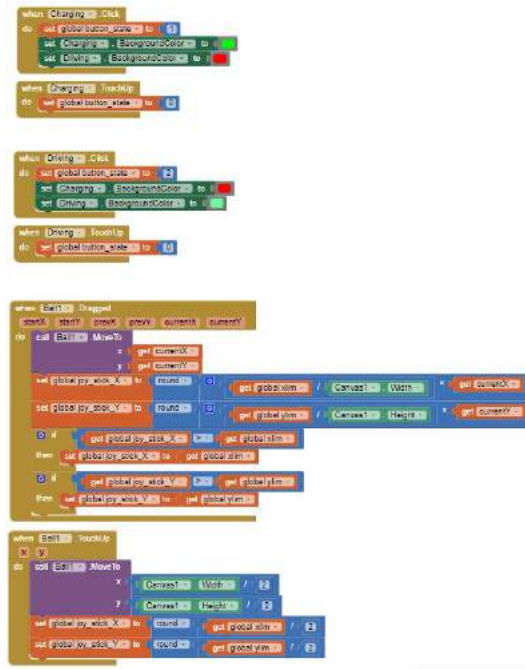 when Charging .Click
do set global button_state to 1
set Charging . BackgroundColor to
set Driving . BackgroundColor to
when Charging .TouchUp
do set global button_state to 0
when Driving .Click
do set global button_state to 2
set Charging . BackgroundColor to
set Driving . BackgroundColor to
when Driving .TouchUp
do set global button_state to 0
when Ball1 .Dragged
startX startY prevX prevY currentX currentY
do call Ball1 .MoveTo
x get currentX
y get currentY
set global joy_stick_X to round get global xlim / Canvas1 . Width × get currentX
set global joy_stick_Y to round get global ylim / Canvas1 . Height × get currentY
if get global joy_stick_X > get global xlim
then set global joy_stick_X to get global xlim
if get global joy_stick_Y > get global ylim
then set global joy_stick_Y to get global ylim
when Ball1 .TouchUp
x y
do call Ball1 .MoveTo
x Canvas1 . Width / 2
y Canvas1 . Height / 2
set global joy_stick_X to round get global xlim / 2
set global joy_stick_Y to round get global ylim / 2